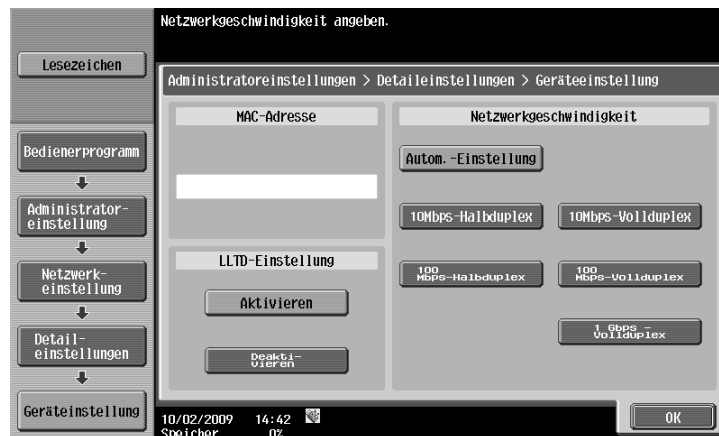 Netzwerkgeschwindigkeit angeben.
Lesezeichen
Administratoreinstellungen > Detaileinstellungen > Geräteeinstellung
MAC-Adresse
Netzwerkgeschwindigkeit
Bedienerprogramm
Autom.-Einstellung
Administrator-
einstellung
10Mbps-Halbduplex
10Mbps-Vollduplex
LLTD-Einstellung
Netzwerk-
einstellung
100
Mbps-Halbduplex
100
Mbps-Vollduplex
Aktivieren
Detail-
einstellungen
1 Gbps -
Vollduplex
Deakti-
vieren
Geräteinstellung
10/02/2009 14:42
OK
Speicher 0%